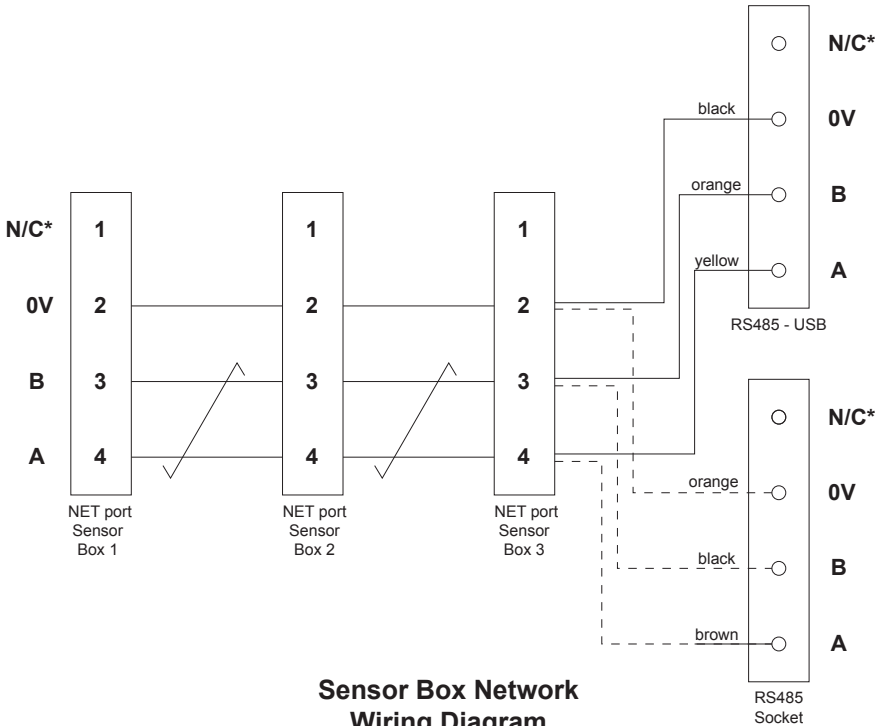 N/C*
black
0V
orange
B
yellow
A
RS485 - USB
N/C*
0V
B
A
1
2
3
4
NET port
Sensor
Box 1
1
2
3
4
NET port
Sensor
Box 2
1
2
3
4
NET port
Sensor
Box 3
N/C*
orange
0V
black
B
brown
A
RS485
Socket
Sensor Box Network
Wiring Diagram